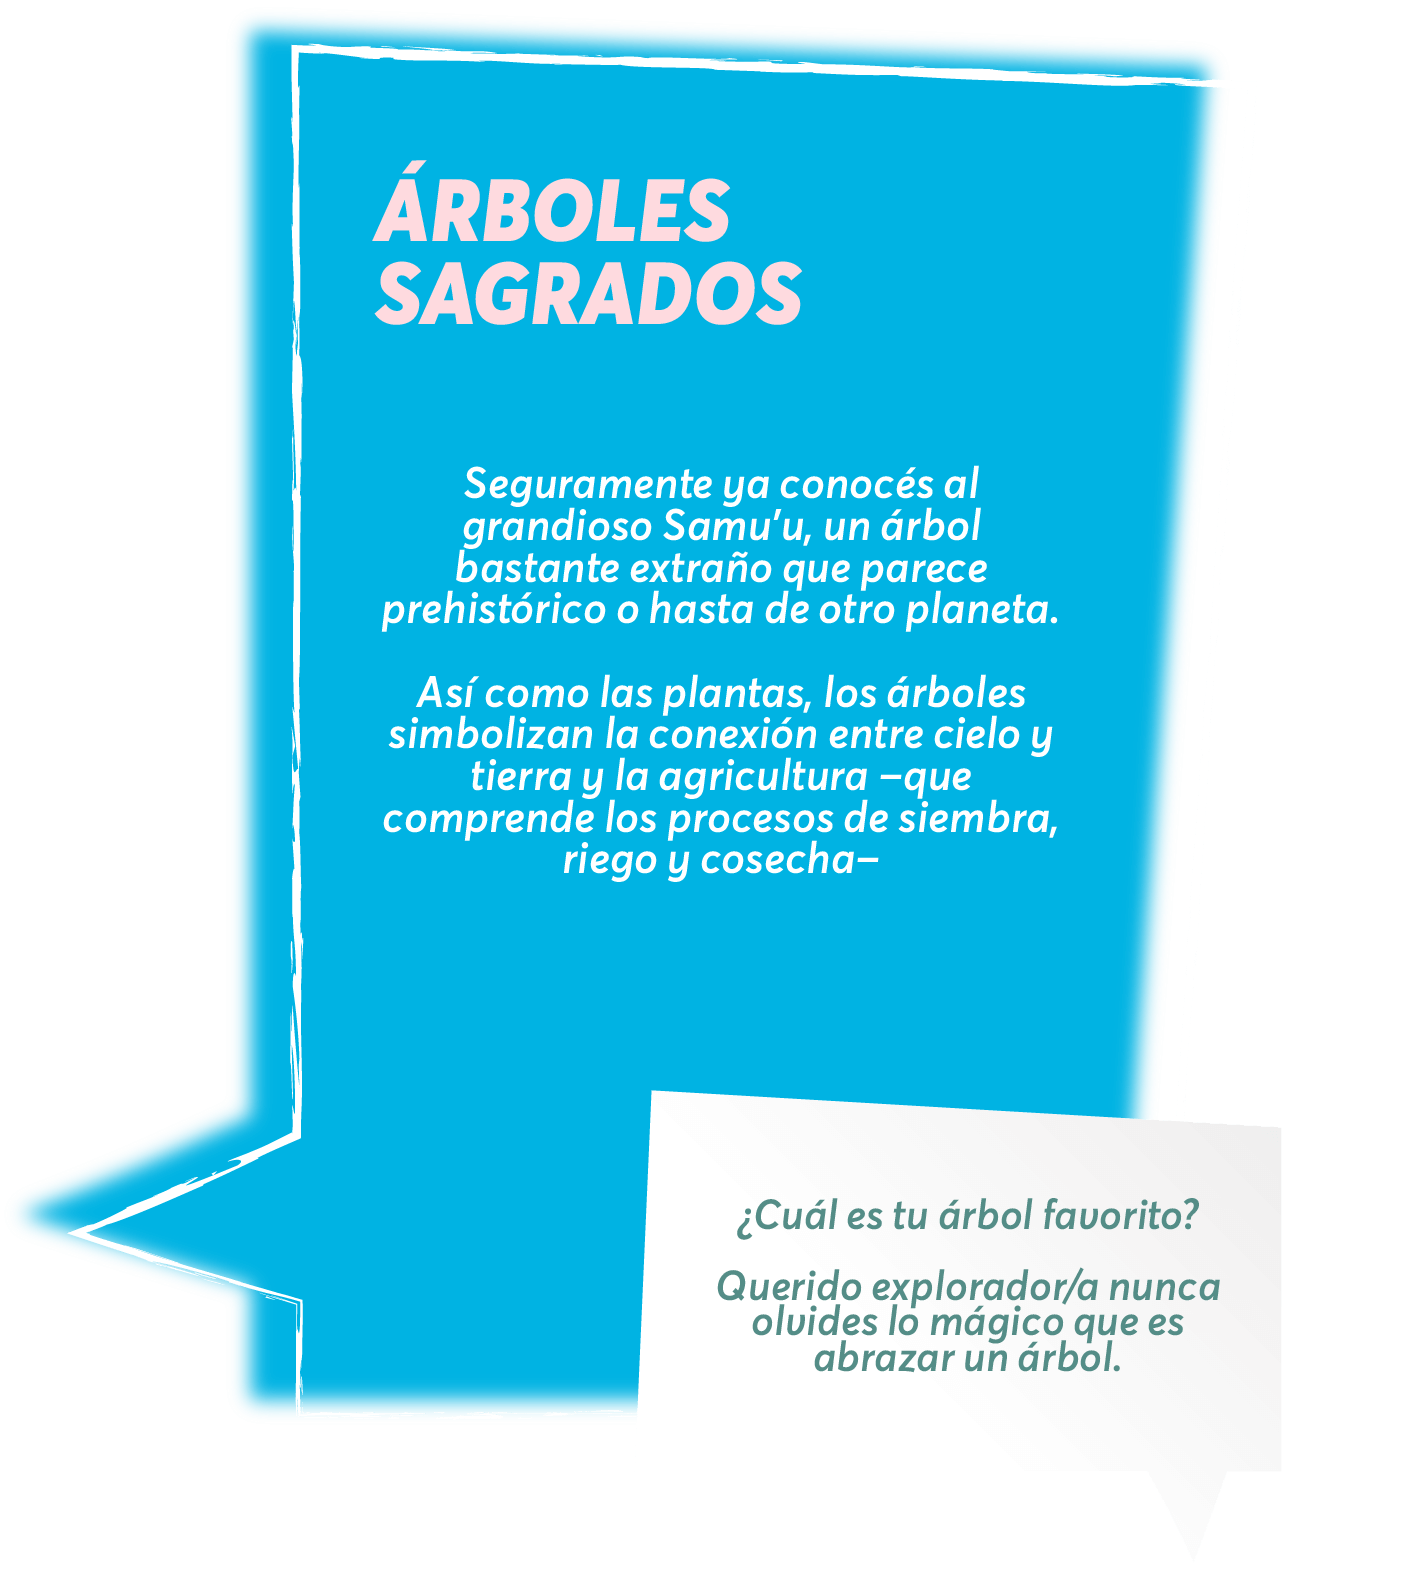 ÁRBOLES
SAGRADOS
Seguramente ya conocés al
grandioso Samu’u, un árbol
bastante extraño que parece
prehistórico o hasta de otro planeta.
Así como las plantas, los árboles
simbolizan la conexión entre cielo y
tierra y la agricultura –que
comprende los procesos de siembra,
riego y cosecha–
¿Cuál es tu árbol favorito?
Querido explorador/a nunca
olvides lo mágico que es
abrazar un árbol.